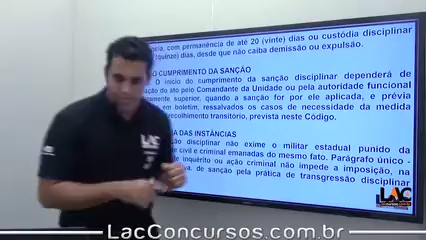 ncia, com permanência de até 20 (vinte) dias ou custódia disciplinar
(quinze) dias, desde que não caiba demissão ou expulsão.
O CUMPRIMENTO DA SANÇÃO
O início do cumprimento da sanção disciplinar dependerá de
ação do ato pelo Comandante da Unidade ou pela autoridade funcional
mente superior, quando a sanção for por ele aplicada, e prévia
em boletim, ressalvados os casos de necessidade da medida
recolhimento transitório, prevista neste Código.
IA DAS INSTÂNCIAS
disciplinar não exime o militar estadual punido da
civil e criminal emanadas do mesmo fato. Parágrafo único -
inquérito ou ação criminal não impede a imposição, na
va, de sanção pela prática de transgressão disciplinar
LAC
LAC
LAC
LacConcursos.com.br